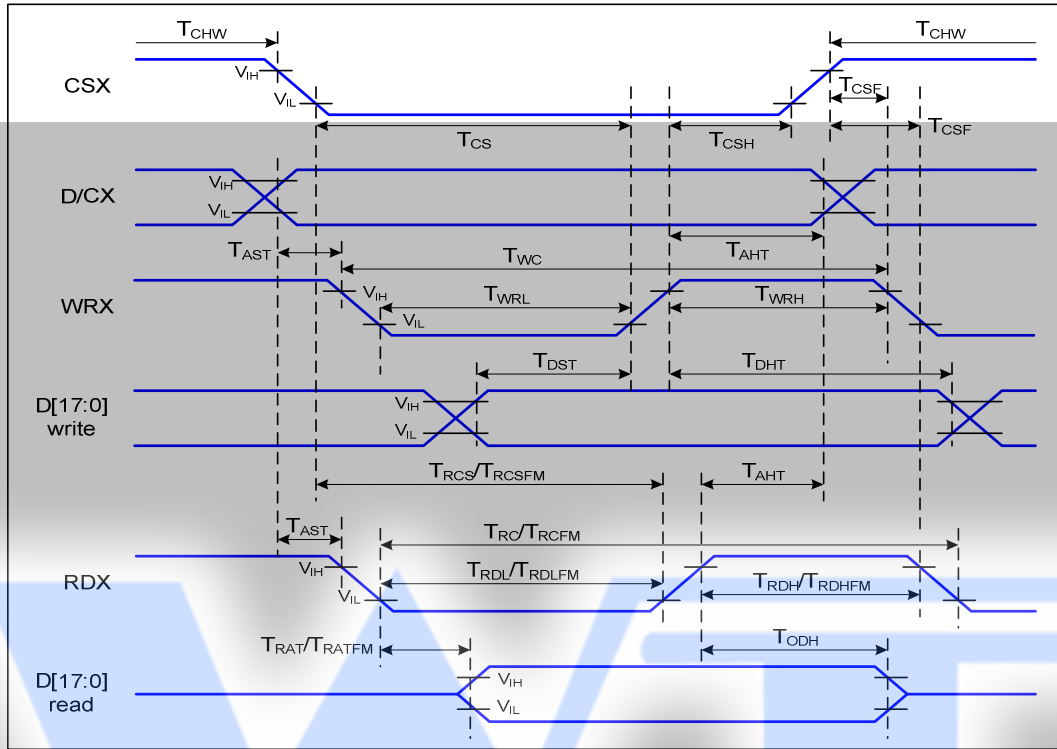 TCHW TCHW
CSX VIH TCSF
VIL
TCS TCSH TCSF
D/CX VIH
VIL
TAST TWC TAHT
WRX VIH TWRL TWRH
VIL
TDST TDHT
D[17:0] VIH
write VIL
TRCS/TRCSFM TAHT
TAST TRC/TRCFM
RDX VIH TRDL/TRDLFM TRDH/TRDHFM
VIL
TRAT/TRATFM TODH
D[17:0] VIH
read VIL
WT